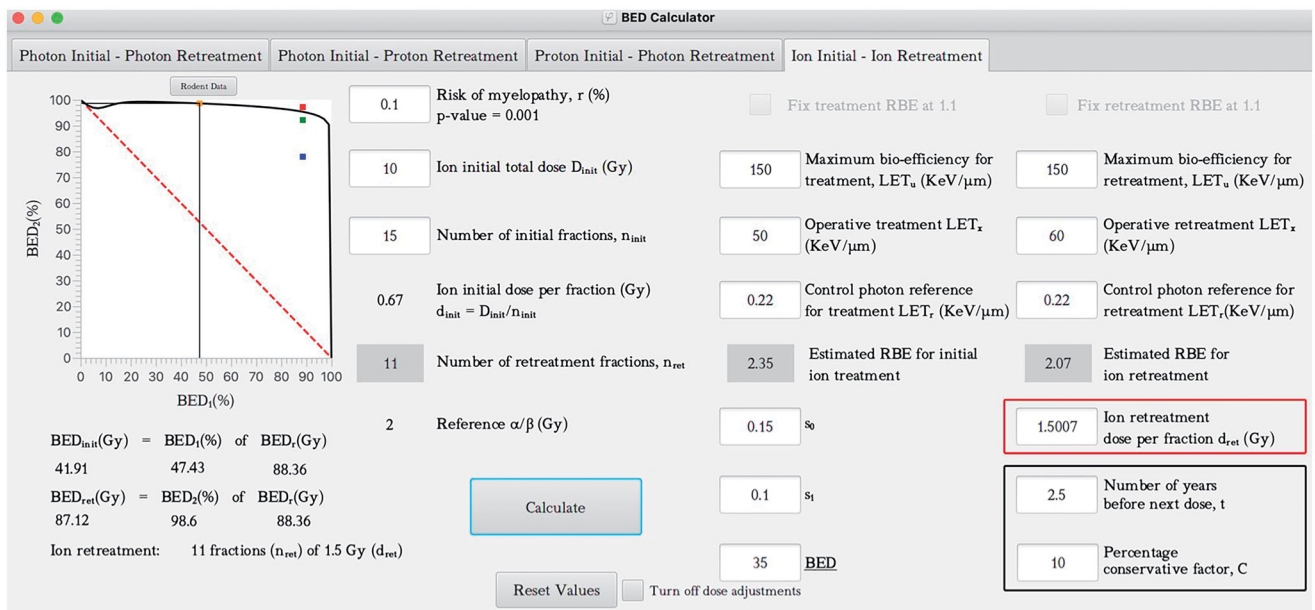 BED Calculator
Photon Initial - Photon Retreatment
Photon Initial - Proton Retreatment
Proton Initial - Photon Retreatment
Ion Initial - Ion Retreatment
Rodent Data
100
90
80
70
60
50
40
30
20
10
0
BED₂(%)
0 10 20 30 40 50 60 70 80 90 100
BED₁(%)
BEDinit(Gy) = BED₁(%) of BEDr(Gy)
41.91 47.43 88.36
BEDret(Gy) = BED₂(%) of BEDr(Gy)
87.12 98.6 88.36
Ion retreatment: 11 fractions (nret) of 1.5 Gy (dret)
0.1
Risk of myelopathy, r (%)
p-value = 0.001
10
Ion initial total dose Dinit (Gy)
15
Number of initial fractions, ninit
0.67
Ion initial dose per fraction (Gy)
dinit = Dinit/ninit
11
Number of retreatment fractions, nret
2
Reference α/β (Gy)
Calculate
Reset Values
Turn off dose adjustments
Fix treatment RBE at 1.1
150
Maximum bio-efficiency for
treatment, LETu (KeV/μm)
50
Operative treatment LETx
(KeV/μm)
0.22
Control photon reference
for treatment LETr (KeV/μm)
2.35
Estimated RBE for initial
ion treatment
0.15
s₀
0.1
s₁
35
BED
Fix retreatment RBE at 1.1
150
Maximum bio-efficiency for
retreatment, LETu (KeV/μm)
60
Operative retreatment LETx
(KeV/μm)
0.22
Control photon reference for
retreatment LETr(KeV/μm)
2.07
Estimated RBE for
ion retreatment
1.5007
Ion retreatment
dose per fraction dret (Gy)
2.5
Number of years
before next dose, t
10
Percentage
conservative factor, C